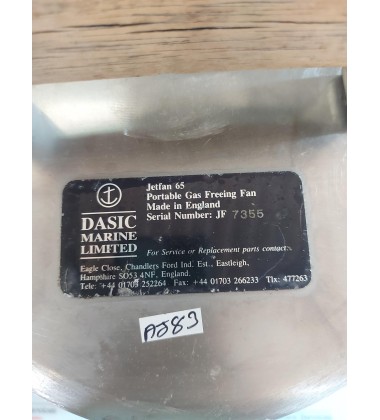 Jetfan 65
Portable Gas Freeing Fan
Made in England
Serial Number: JF 7355
DASIC
MARINE
LIMITED
For Service or Replacement parts contact:
Eagle Close, Chandlers Ford Ind. Est., Eastleigh,
Hampshire SO53 4NF, England.
Tele: +44 01703 252264 Fax: +44 01703 266233 Tlx: 477263
AJ89